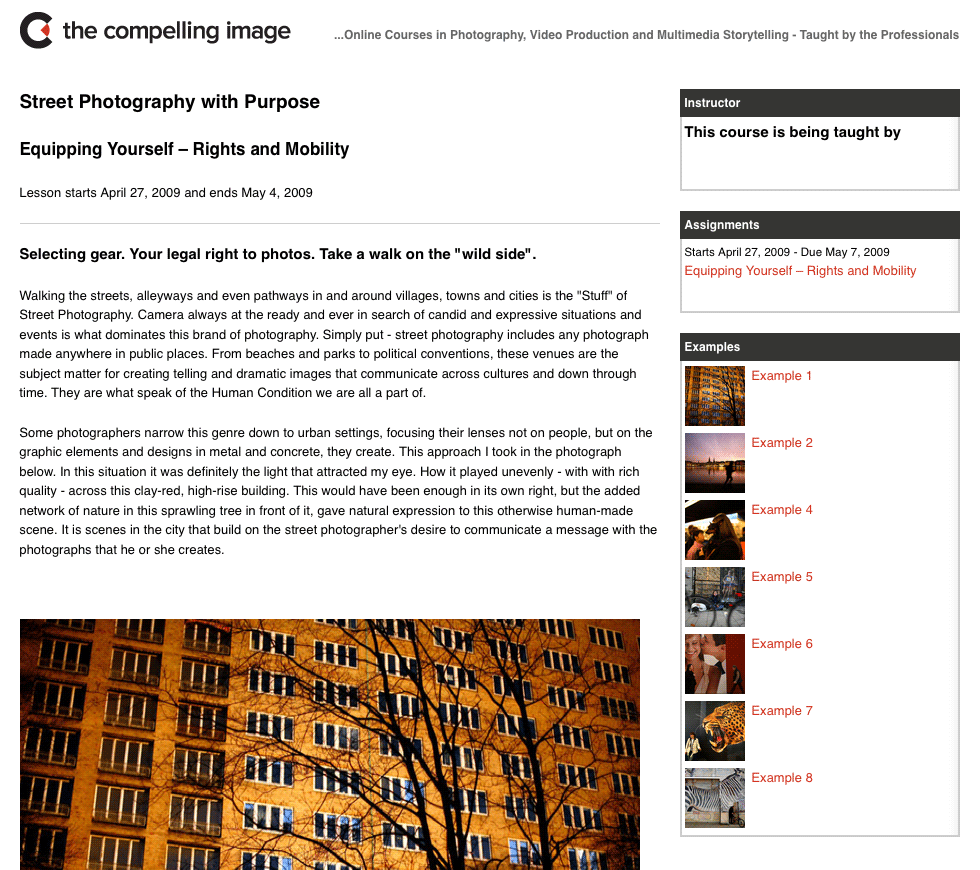 the compelling image
...Online Courses in Photography, Video Production and Multimedia Storytelling - Taught by the Professionals
Street Photography with Purpose
Equipping Yourself – Rights and Mobility
Lesson starts April 27, 2009 and ends May 4, 2009
Selecting gear. Your legal right to photos. Take a walk on the "wild side".
Walking the streets, alleyways and even pathways in and around villages, towns and cities is the "Stuff" of
Street Photography. Camera always at the ready and ever in search of candid and expressive situations and
events is what dominates this brand of photography. Simply put - street photography includes any photograph
made anywhere in public places. From beaches and parks to political conventions, these venues are the
subject matter for creating telling and dramatic images that communicate across cultures and down through
time. They are what speak of the Human Condition we are all a part of.
Some photographers narrow this genre down to urban settings, focusing their lenses not on people, but on the
graphic elements and designs in metal and concrete, they create. This approach I took in the photograph
below. In this situation it was definitely the light that attracted my eye. How it played unevenly - with with rich
quality - across this clay-red, high-rise building. This would have been enough in its own right, but the added
network of nature in this sprawling tree in front of it, gave natural expression to this otherwise human-made
scene. It is scenes in the city that build on the street photographer's desire to communicate a message with the
photographs that he or she creates.
Instructor
This course is being taught by
Assignments
Starts April 27, 2009 - Due May 7, 2009
Equipping Yourself – Rights and Mobility
Examples
Example 1
Example 2
Example 4
Example 5
Example 6
Example 7
Example 8